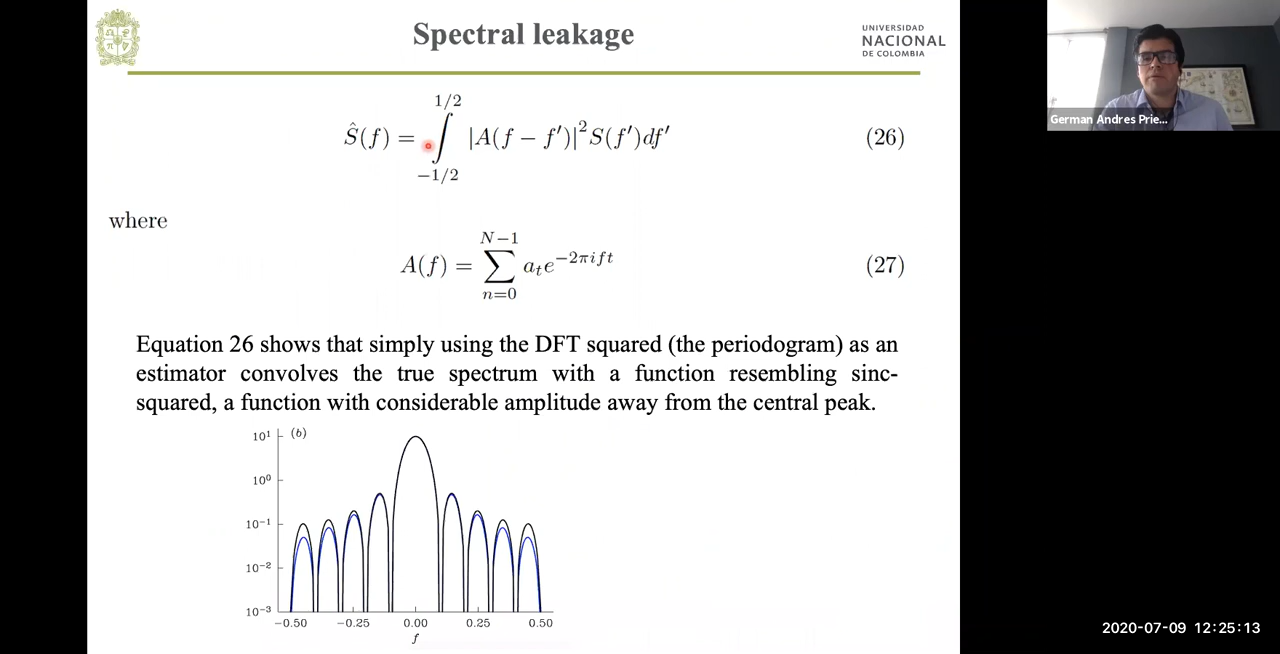 Spectral leakage
UNIVERSIDAD
NACIONAL
DE COLOMBIA
Ŝ(f) = ∫_{−1/2}^{1/2} |A(f − f′)|² S(f′)df′ (26)
where
A(f) = ∑_{n=0}^{N−1} aₜe^{−2πift} (27)
Equation 26 shows that simply using the DFT squared (the periodogram) as an
estimator convolves the true spectrum with a function resembling sinc-
squared, a function with considerable amplitude away from the central peak.
(b)
10¹
10⁰
10⁻¹
10⁻²
10⁻³
−0.50 −0.25 0.00 0.25 0.50
f
German Andres Prie...
2020-07-09 12:25:13